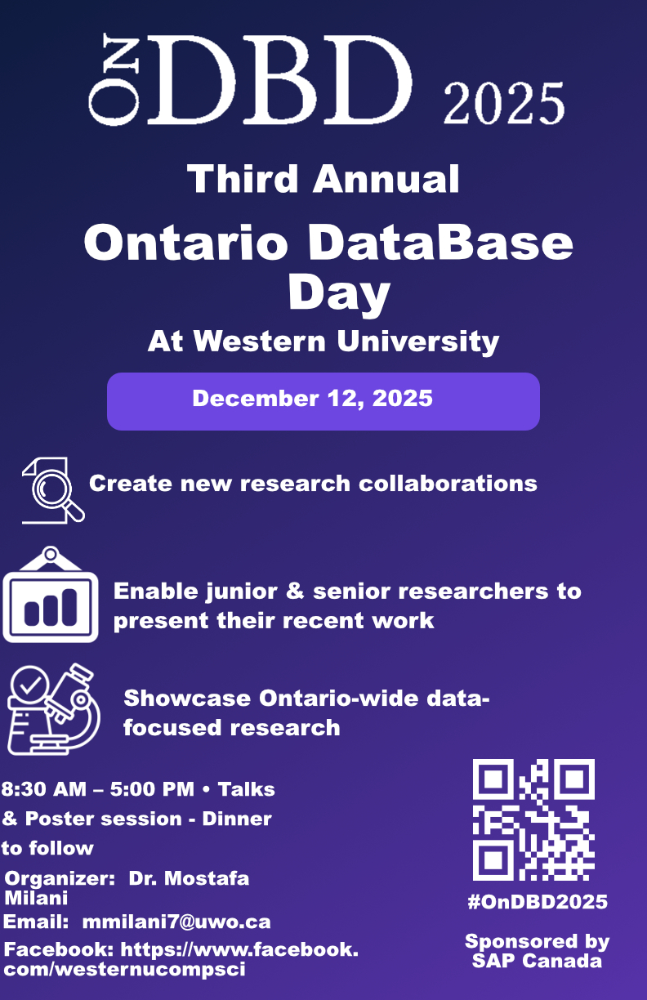 ON DBD 2025
Third Annual
Ontario DataBase
Day
At Western University
December 12, 2025
Create new research collaborations
Enable junior & senior researchers to
present their recent work
Showcase Ontario-wide data-
focused research
8:30 AM – 5:00 PM • Talks
& Poster session - Dinner
to follow
Organizer:  Dr. Mostafa
Milani
Email:  mmilani7@uwo.ca
Facebook: https://www.facebook.
com/westernucompsci
#OnDBD2025
Sponsored by
SAP Canada